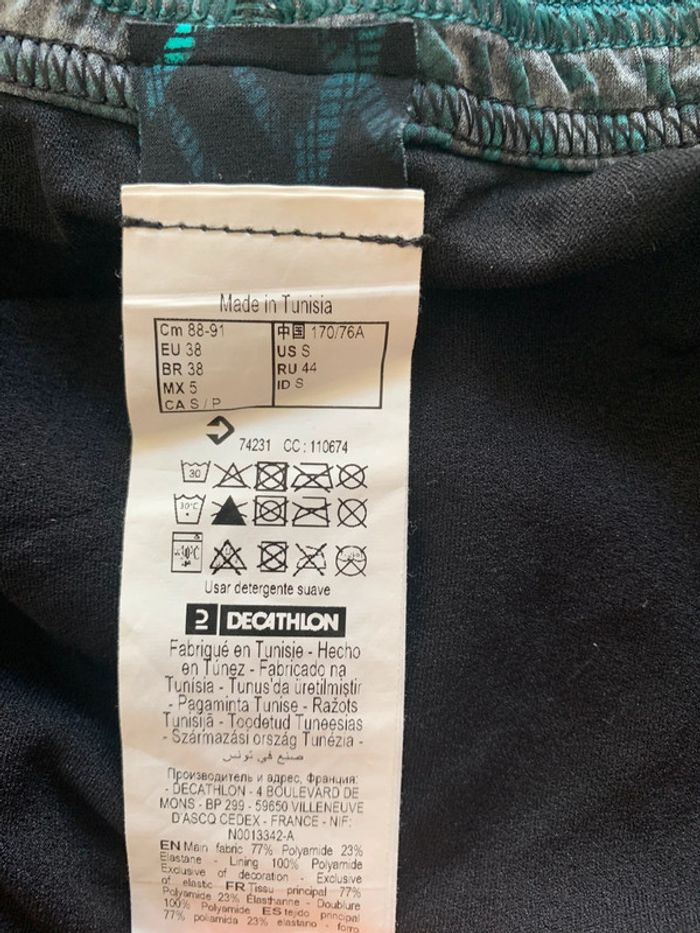 Made in Tunisia
Cm 88-91 中国 170/76A
EU 38 US S
BR 38 RU 44
MX 5 ID S
CA S / P
74231 CC : 110674
30
30°C
Usar detergente suave
DECATHLON
Fabriqué en Tunisie - Hecho
en Túnez - Fabricado na
Tunísia - Tunus'da üretilmiştir
- Pagaminta Tunise - Ražots
Tunisijā - Toodetud Tuneesias
- Származási ország Tunézia -
صنع في تونس
Производитель и адрес, Франция:
- DECATHLON - 4 BOULEVARD DE
MONS - BP 299 - 59650 VILLENEUVE
D'ASCQ CEDEX - FRANCE - NIF:
N0013342-A
EN Main fabric 77% Polyamide 23%
Elastane - Lining 100% Polyamide
Exclusive of decoration - Exclusive
of elastic FR Tissu principal 77%
Polyamide 23% Élasthanne - Doublure
100% Polyamide ES tejido principal
77% poliamida 23% elastano - forro